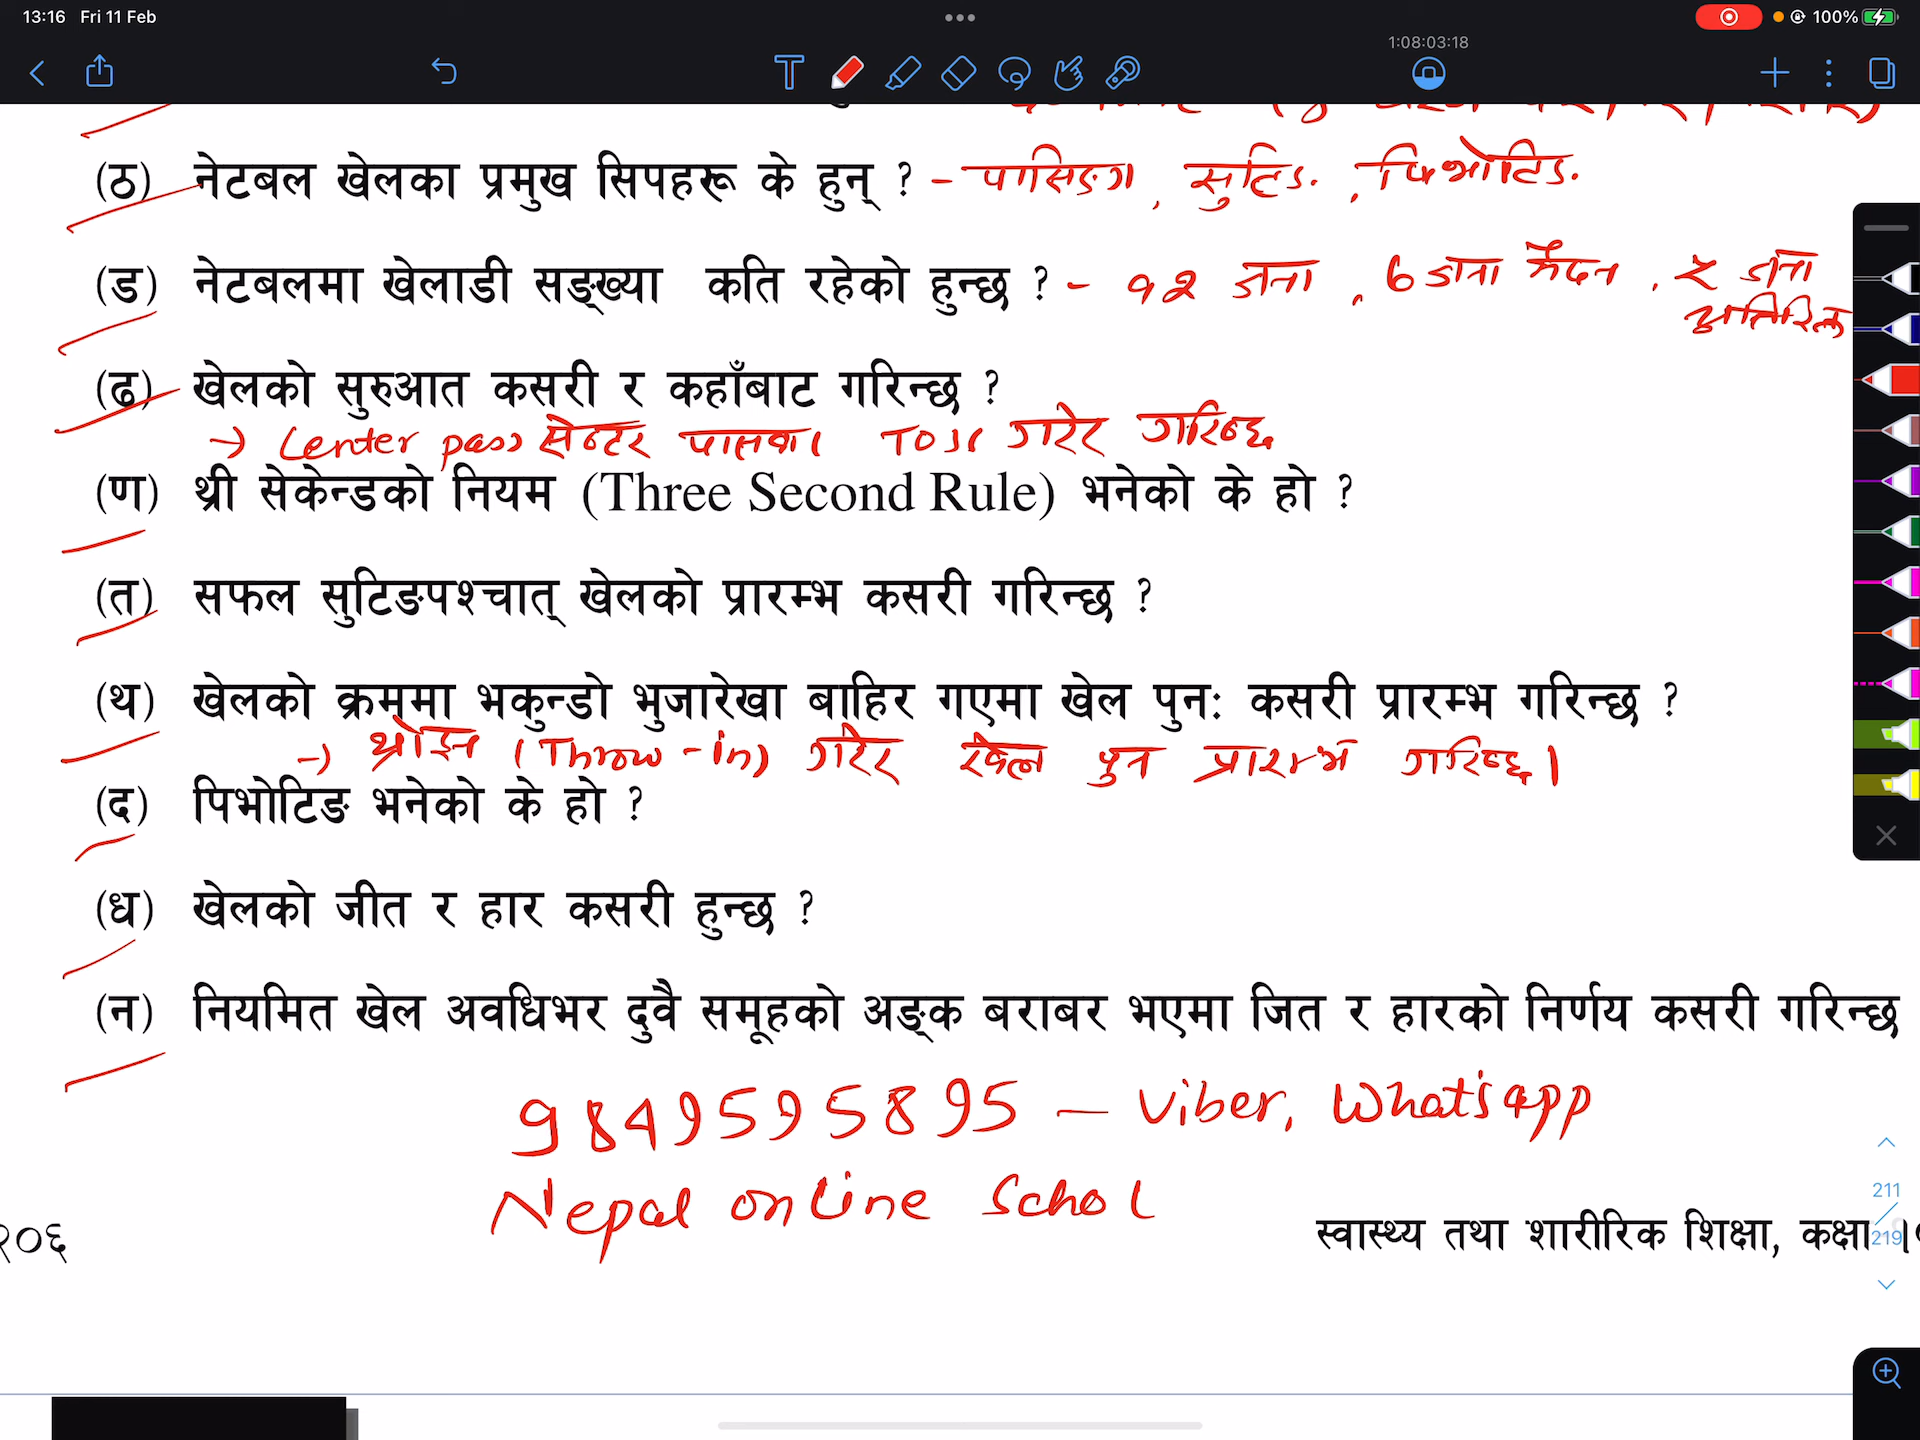 13:16 Fri 11 Feb
100%
1:08:03:18
(ठ) नेटबल खेलका प्रमुख सिपहरू के हुन् ? - पासिङग, सुटिङ. , पिभोटिङ.
(ड) नेटबलमा खेलाडी सङ्ख्या कति रहेको हुन्छ ? - १२ जना , ७ जना मैदान , ५ जना
अतिरिक्त
(ढ) खेलको सुरुआत कसरी र कहाँबाट गरिन्छ ?
→ Center pass सेन्टर पासका Toss गरेर गरिन्छ
(ण) थ्री सेकेन्डको नियम (Three Second Rule) भनेको के हो ?
(त) सफल सुटिङपश्चात् खेलको प्रारम्भ कसरी गरिन्छ ?
(थ) खेलको क्रममा भकुन्डो भुजारेखा बाहिर गएमा खेल पुनः कसरी प्रारम्भ गरिन्छ ?
→ थ्रोइन (Throw-in) गरेर खेल पुन प्रारम्भ गरिन्छ।
(द) पिभोटिङ भनेको के हो ?
(ध) खेलको जीत र हार कसरी हुन्छ ?
(न) नियमित खेल अवधिभर दुवै समूहको अङ्क बराबर भएमा जित र हारको निर्णय कसरी गरिन्छ
9849595895 – Viber, Whatsapp
Nepal online School
२०६ स्वास्थ्य तथा शारीरिक शिक्षा, कक्षा
211
219